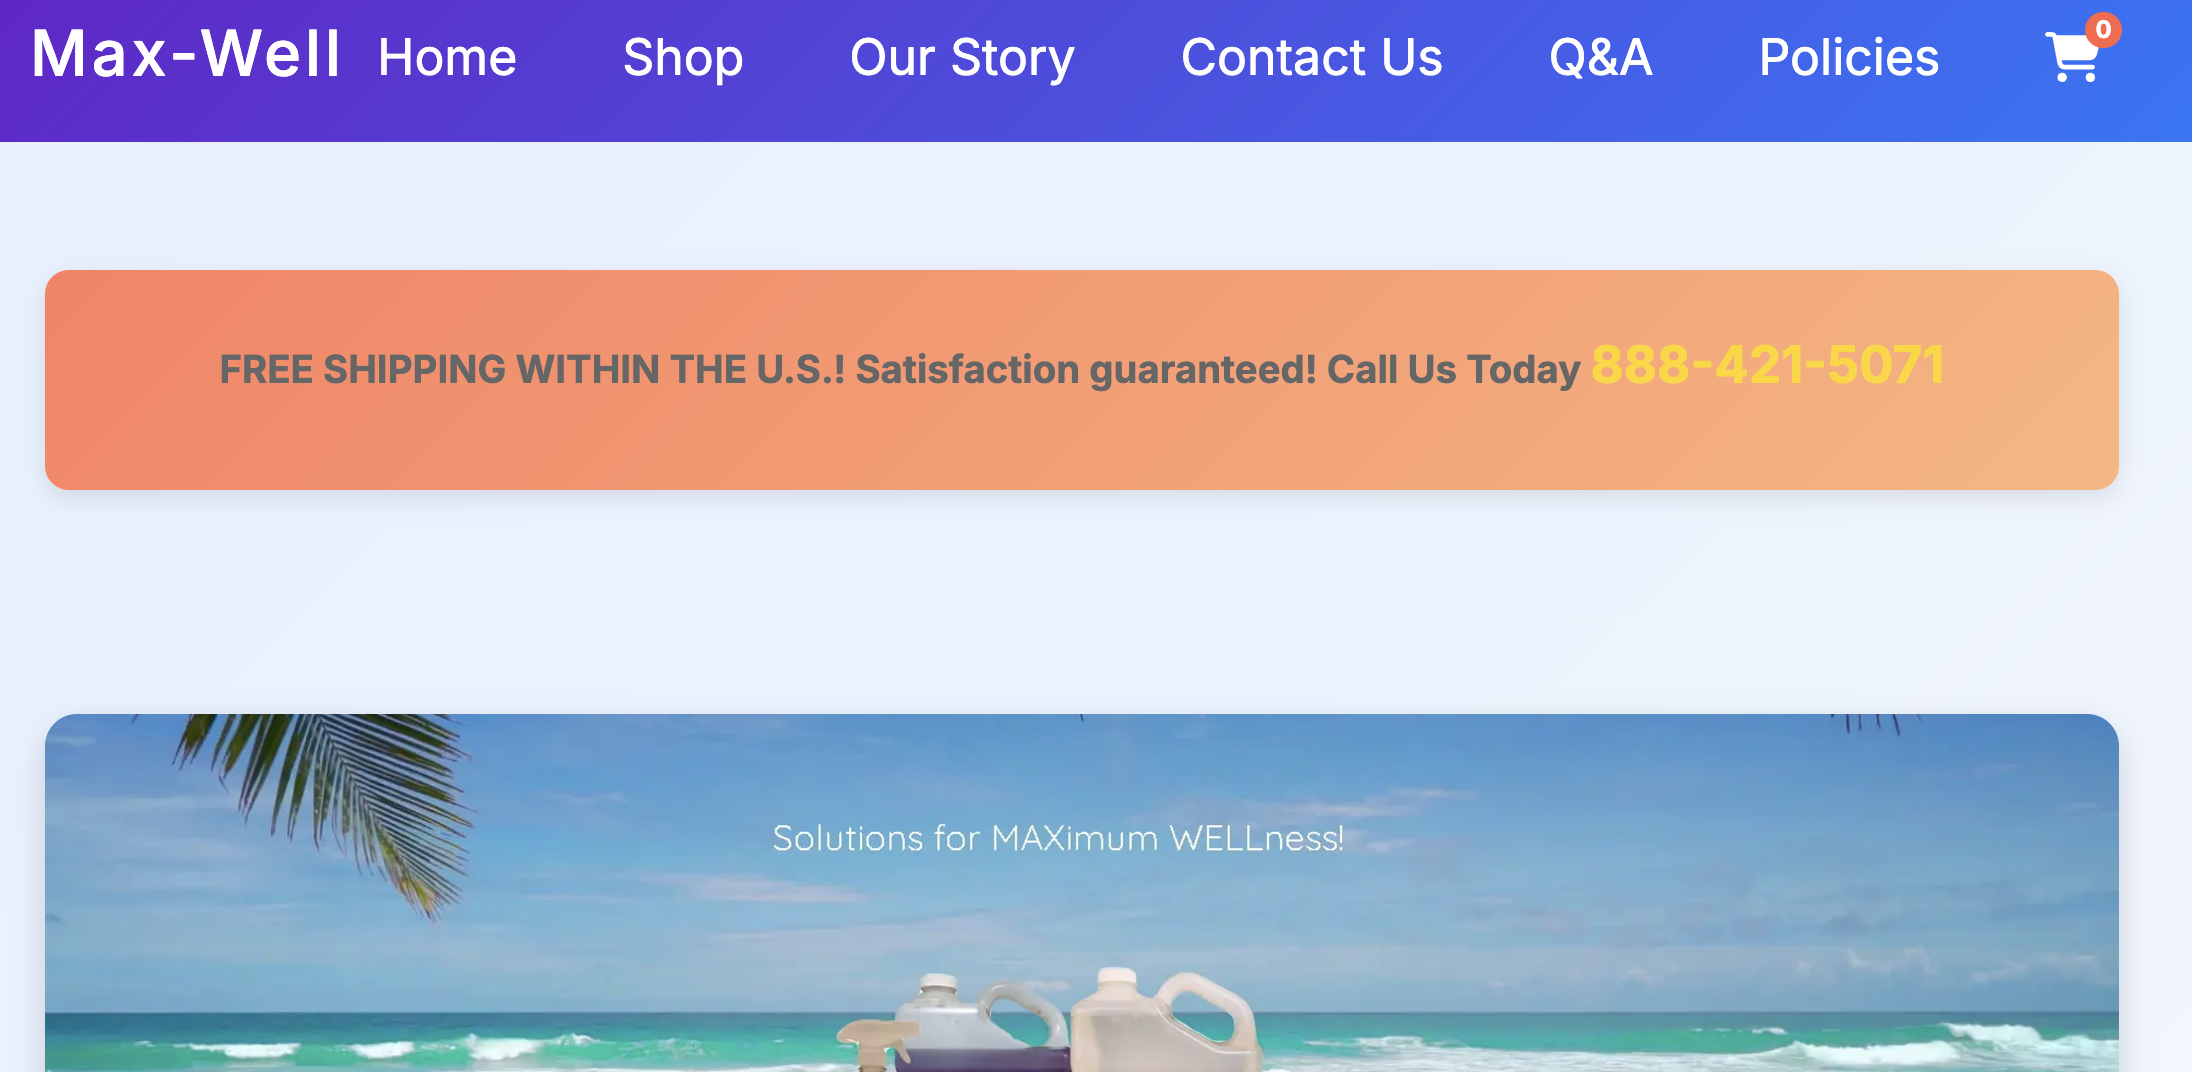 Max-Well Home Shop Our Story Contact Us Q&A Policies 0
FREE SHIPPING WITHIN THE U.S.! Satisfaction guaranteed! Call Us Today 888-421-5071
Solutions for MAXimum WELLness!